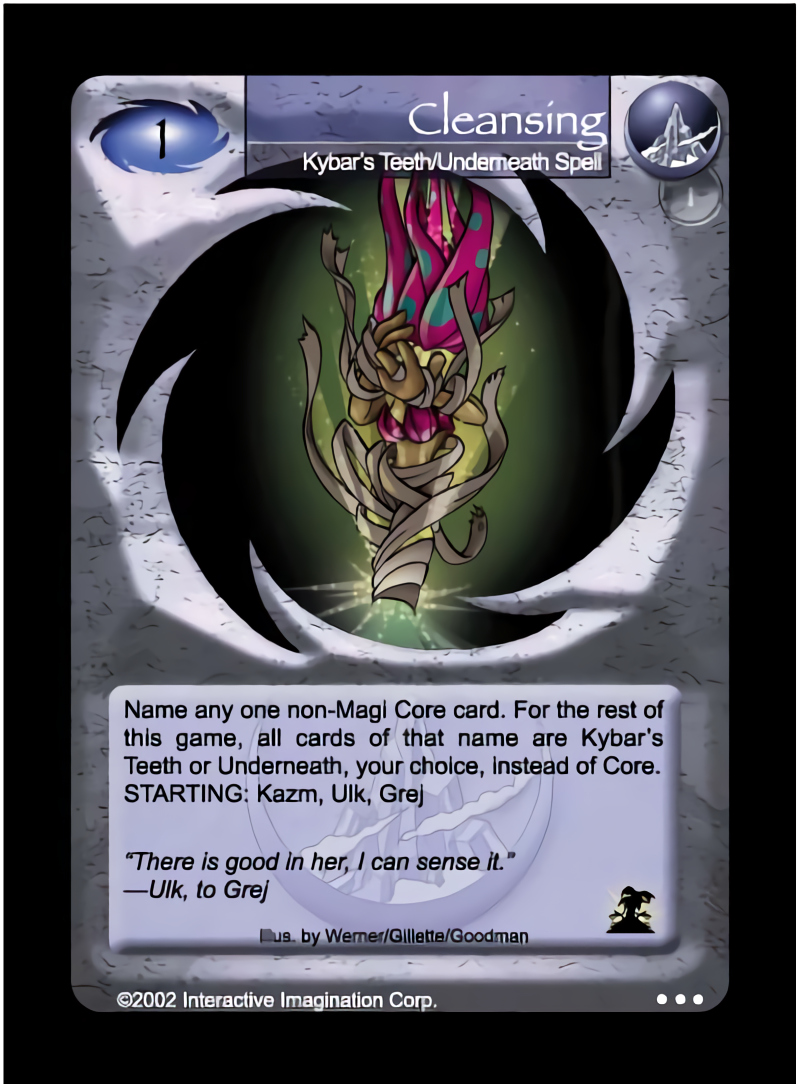 1
Cleansing
Kybar's Teeth/Underneath Spell
Name any one non-Magi Core card. For the rest of
this game, all cards of that name are Kybar's
Teeth or Underneath, your choice, instead of Core.
STARTING: Kazm, Ulk, Grej
"There is good in her, I can sense it."
—Ulk, to Grej
Illus. by Werner/Gillette/Goodman
©2002 Interactive Imagination Corp.